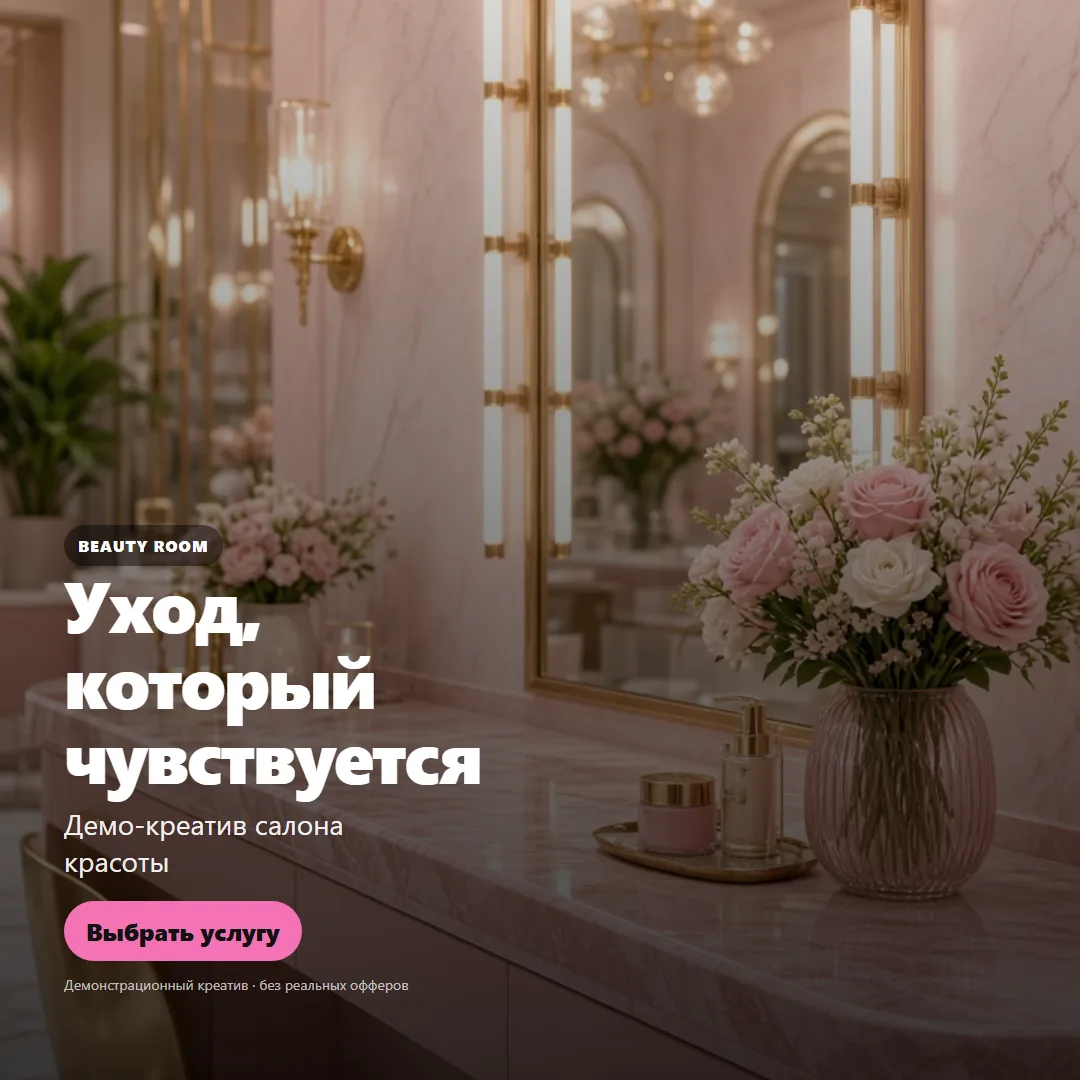 BEAUTY ROOM
Уход,
который
чувствуется
Демо-креатив салона
красоты
Выбрать услугу
Демонстрационный креатив · без реальных офферов